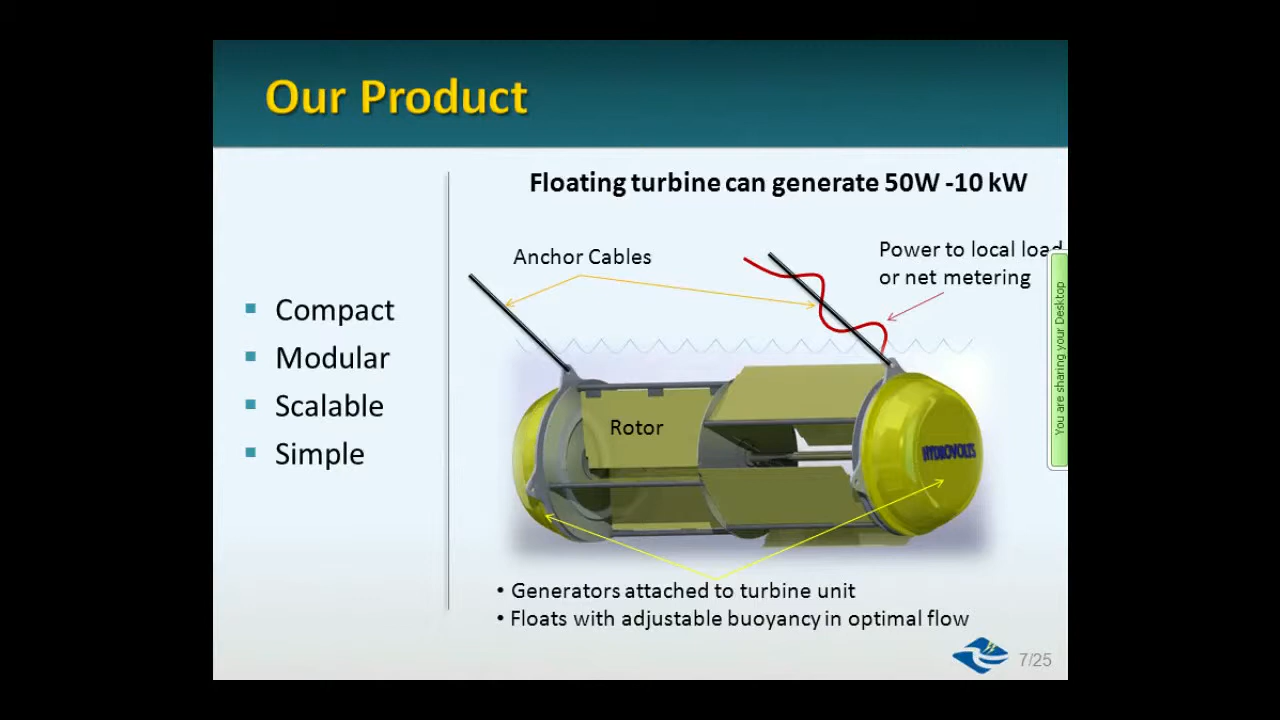 Our Product
Floating turbine can generate 50W -10 kW
Anchor Cables
Power to local load
or net metering
▪ Compact
▪ Modular
▪ Scalable
▪ Simple
Rotor
HYDROVOLTS
• Generators attached to turbine unit
• Floats with adjustable buoyancy in optimal flow
You are sharing your Desktop
7/25